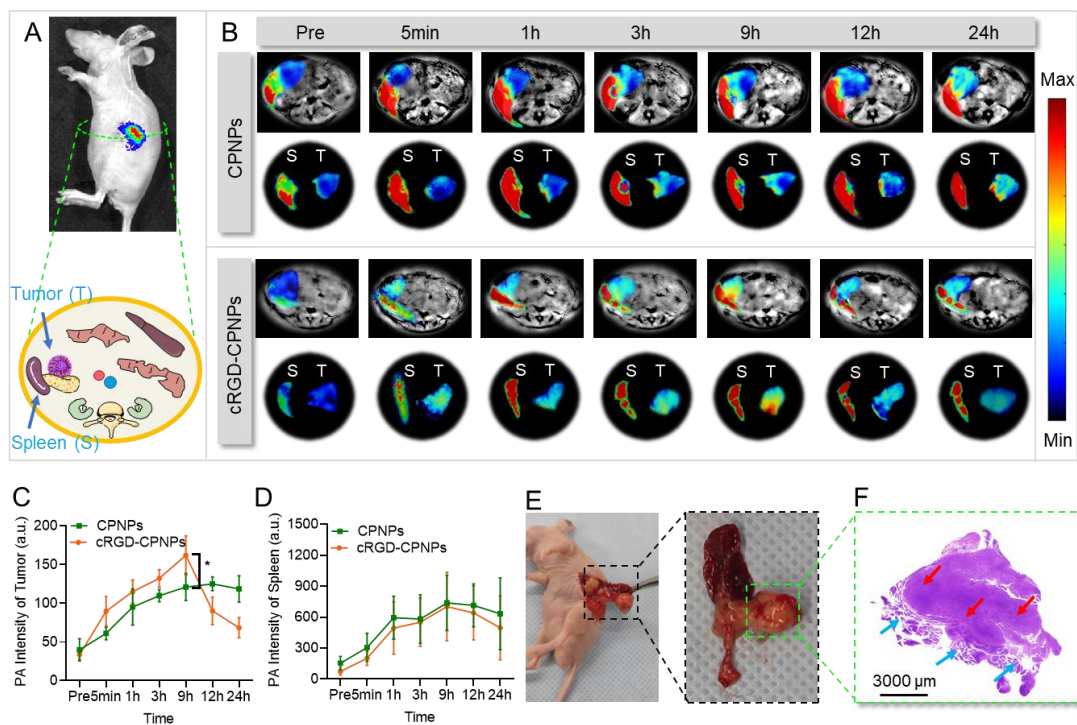 A
Tumor (T)
Spleen (S)
B
Pre 5min 1h 3h 9h 12h 24h
CPNPs
S T S T S T S T S T S T S T
cRGD-CPNPs
S T S T S T S T S T S T S T
Max
Min
C
CPNPs
cRGD-CPNPs
*
PA Intensity of Tumor (a.u.)
200
150
100
50
0
Pre 5min 1h 3h 9h 12h 24h
Time
D
CPNPs
cRGD-CPNPs
PA Intensity of Spleen (a.u.)
1500
1200
900
600
300
0
Pre 5min 1h 3h 9h 12h 24h
Time
E
F
3000 μm